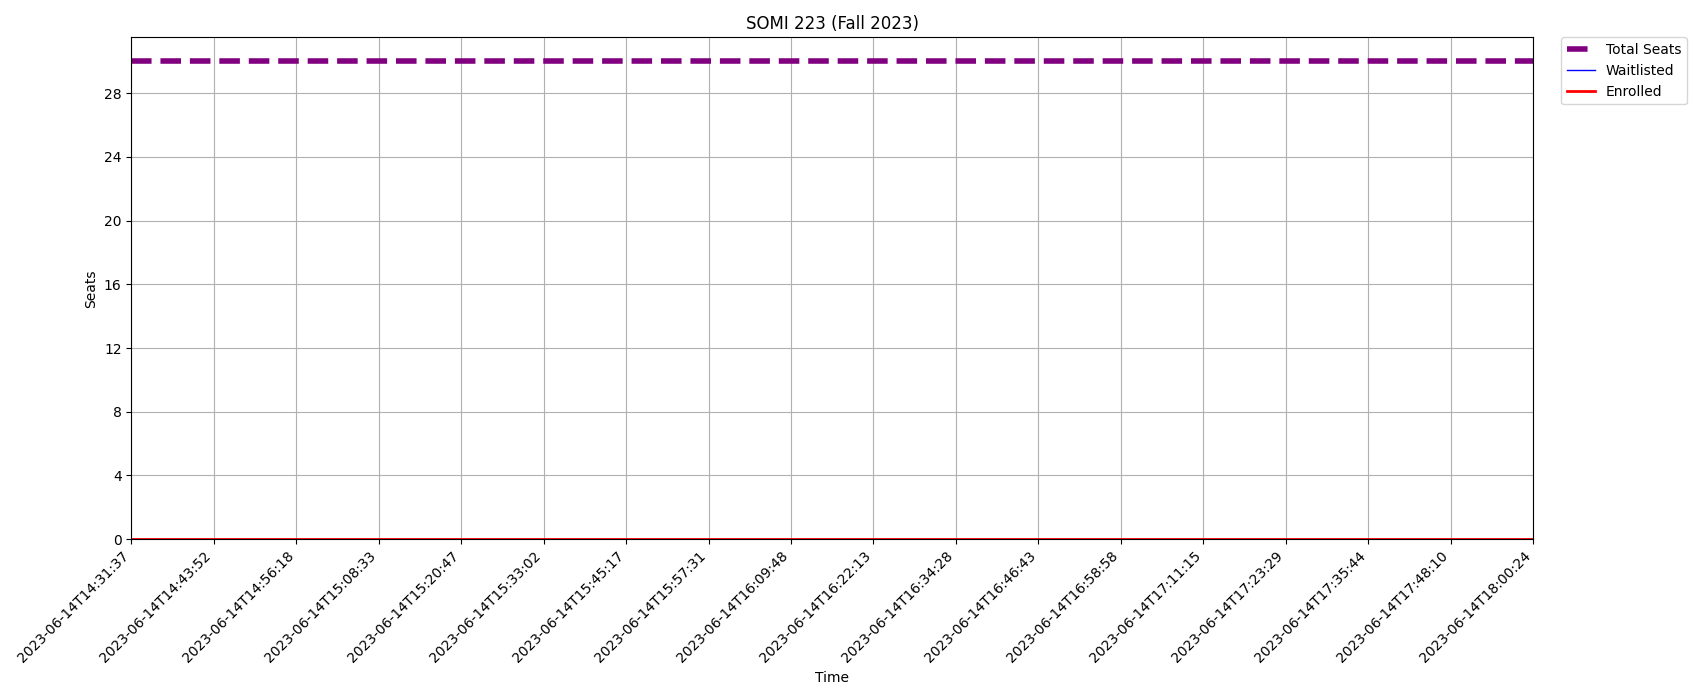 SOMI 223 (Fall 2023)
Total Seats
Waitlisted
Enrolled
28
24
20
16
12
8
4
0
Seats
2023-06-14T14:31:37
2023-06-14T14:43:52
2023-06-14T14:56:18
2023-06-14T15:08:33
2023-06-14T15:20:47
2023-06-14T15:33:02
2023-06-14T15:45:17
2023-06-14T15:57:31
2023-06-14T16:09:48
2023-06-14T16:22:13
2023-06-14T16:34:28
2023-06-14T16:46:43
2023-06-14T16:58:58
2023-06-14T17:11:15
2023-06-14T17:23:29
2023-06-14T17:35:44
2023-06-14T17:48:10
2023-06-14T18:00:24
Time